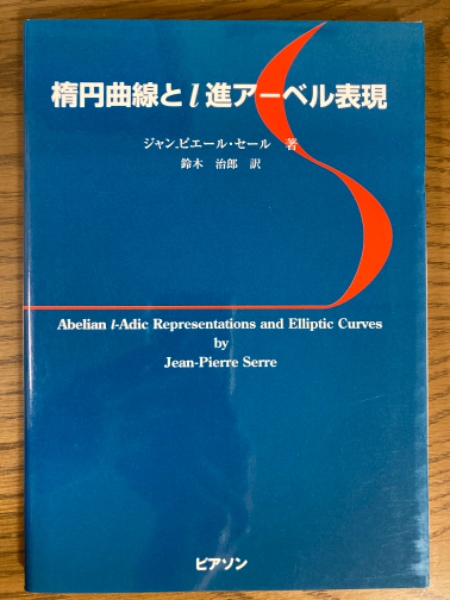 楕円曲線とl進アーベル表現
ジャン.ピエール・セール 著
鈴木 治郎 訳
Abelian l-Adic Representations and Elliptic Curves
by
Jean-Pierre Serre
ピアソン